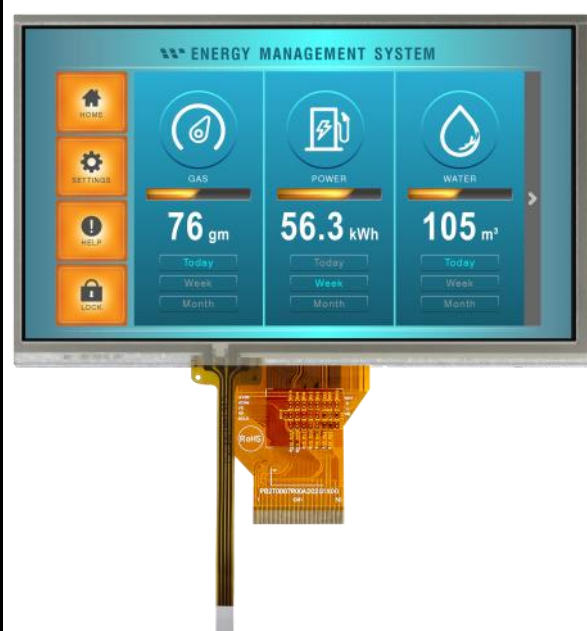 ENERGY MANAGEMENT SYSTEM
HOME
SETTINGS
HELP
LOCK
GAS
76 gm
Today
Week
Month
POWER
56.3 kWh
Today
Week
Month
WATER
105 m³
Today
Week
Month
RoHS